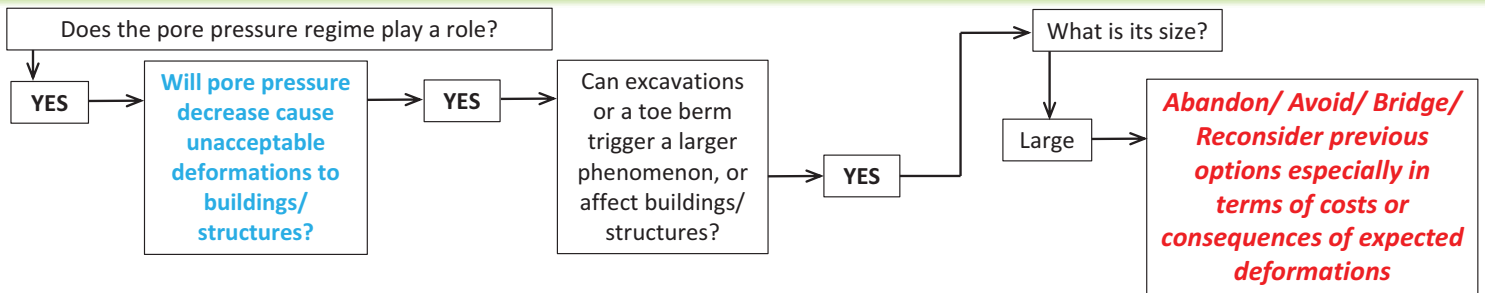 Does the pore pressure regime play a role?
YES
Will pore pressure
decrease cause
unacceptable
deformations to
buildings/
structures?
YES
Can excavations
or a toe berm
trigger a larger
phenomenon, or
affect buildings/
structures?
YES
What is its size?
Large
Abandon/ Avoid/ Bridge/
Reconsider previous
options especially in
terms of costs or
consequences of expected
deformations